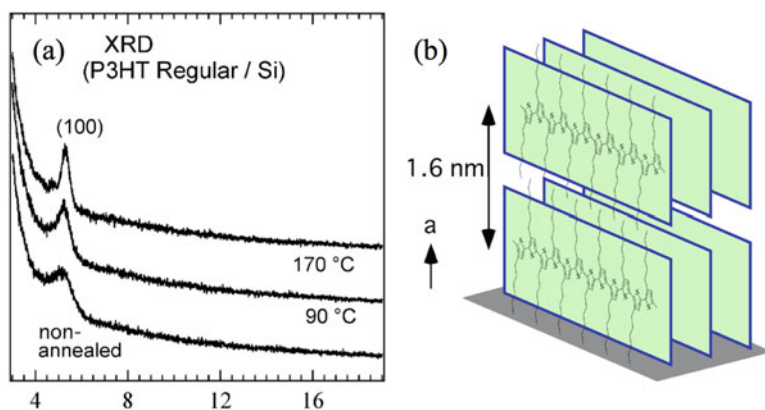 (a)
XRD
(P3HT Regular / Si)
(100)
170 °C
90 °C
non-
annealed
4
8
12
16
(b)
1.6 nm
a